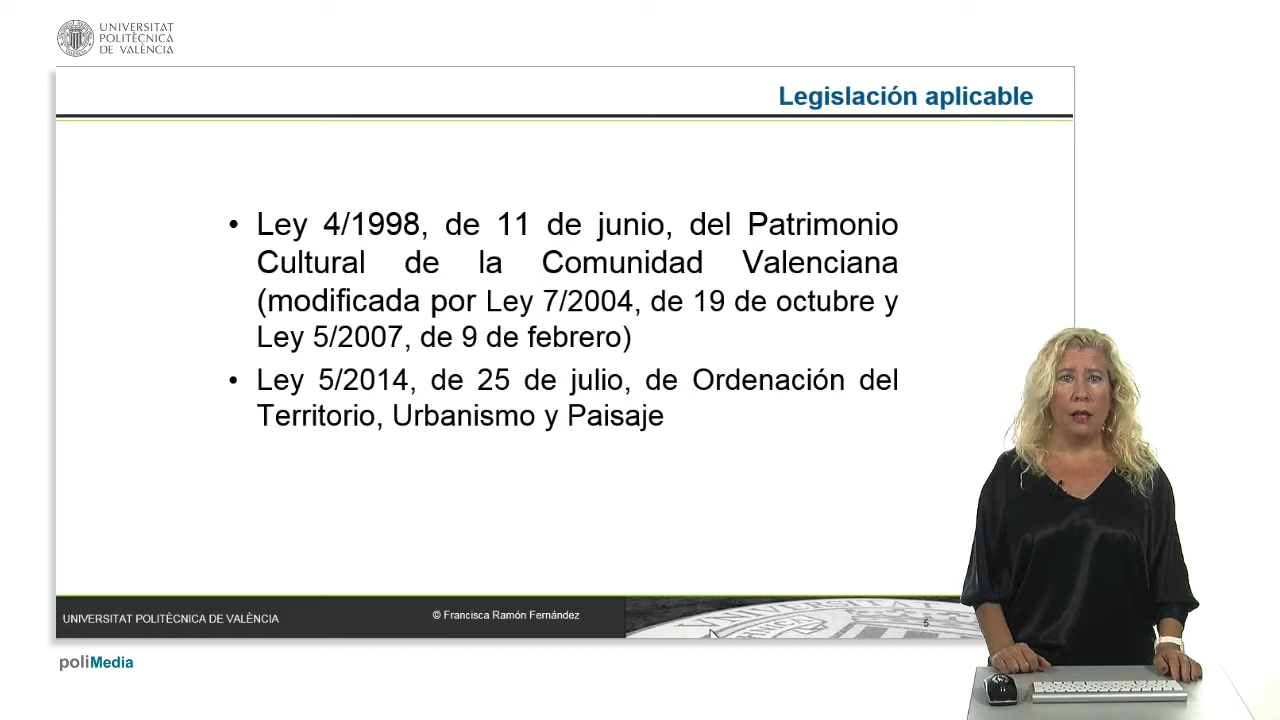 UNIVERSITAT
POLITÈCNICA
DE VALÈNCIA
Legislación aplicable
• Ley 4/1998, de 11 de junio, del Patrimonio
Cultural de la Comunidad Valenciana
(modificada por Ley 7/2004, de 19 de octubre y
Ley 5/2007, de 9 de febrero)
• Ley 5/2014, de 25 de julio, de Ordenación del
Territorio, Urbanismo y Paisaje
UNIVERSITAT POLITÈCNICA DE VALÈNCIA
© Francisca Ramón Fernández
5
poliMedia